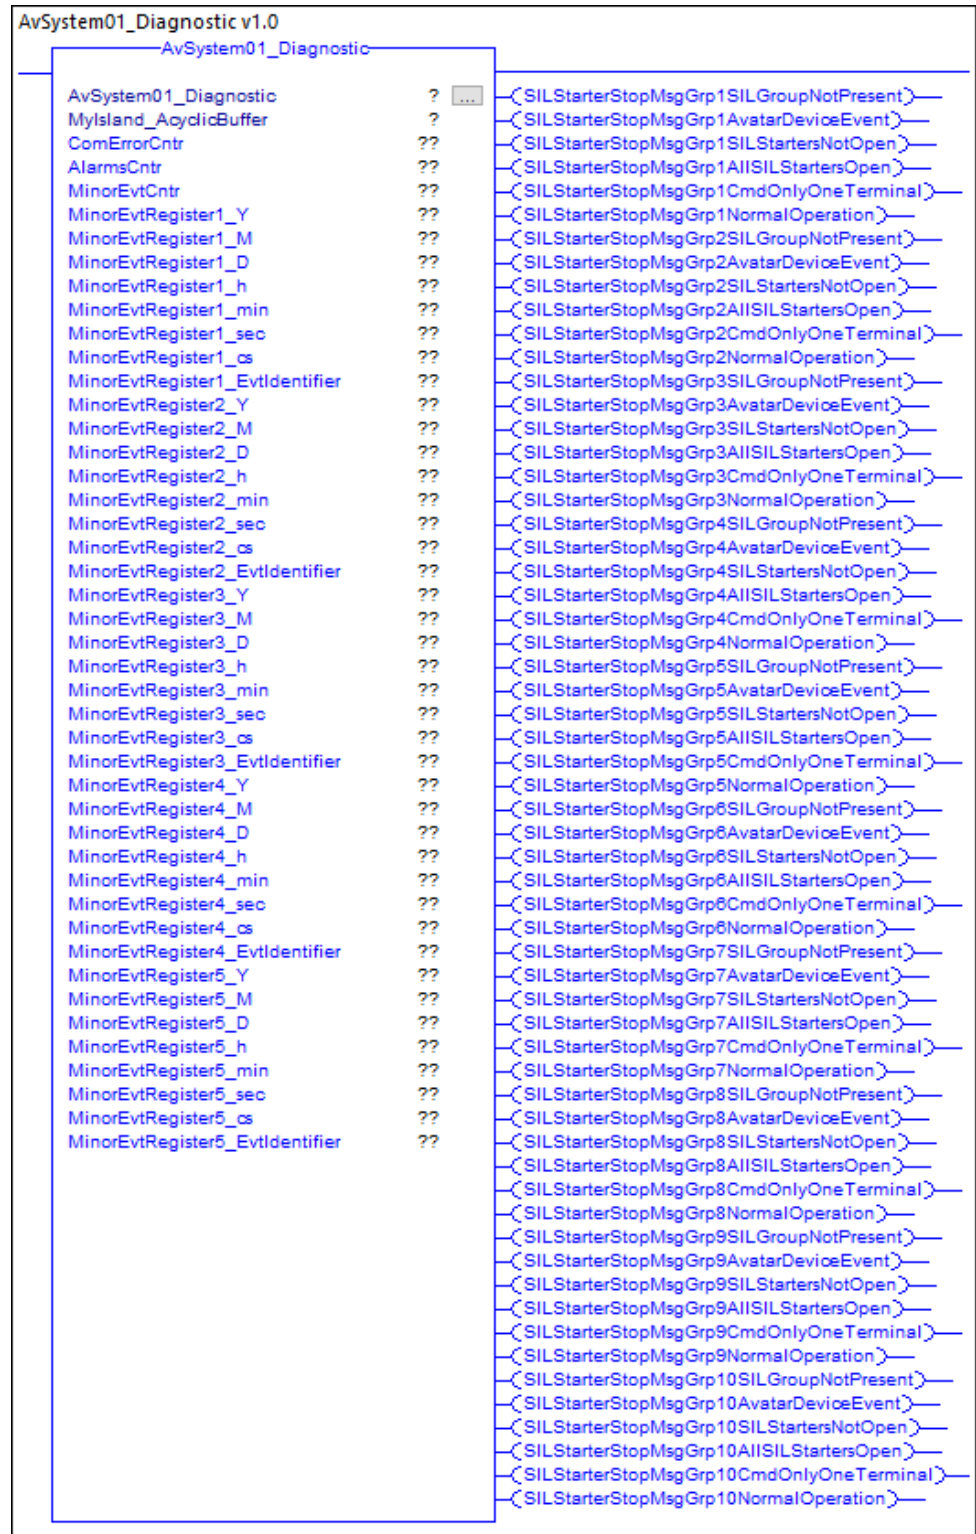 AvSystem01_Diagnostic v1.0
AvSystem01_Diagnostic
AvSystem01_Diagnostic ? ... SILStarterStopMsgGrp1SILGroupNotPresent
MyIsland_AcyclicBuffer ? SILStarterStopMsgGrp1AvatarDeviceEvent
ComErrorCntr ?? SILStarterStopMsgGrp1SILStartersNotOpen
AlarmsCntr ?? SILStarterStopMsgGrp1AllSILStartersOpen
MinorEvtCntr ?? SILStarterStopMsgGrp1CmdOnlyOneTerminal
MinorEvtRegister1_Y ?? SILStarterStopMsgGrp1NormalOperation
MinorEvtRegister1_M ?? SILStarterStopMsgGrp2SILGroupNotPresent
MinorEvtRegister1_D ?? SILStarterStopMsgGrp2AvatarDeviceEvent
MinorEvtRegister1_h ?? SILStarterStopMsgGrp2SILStartersNotOpen
MinorEvtRegister1_min ?? SILStarterStopMsgGrp2AllSILStartersOpen
MinorEvtRegister1_sec ?? SILStarterStopMsgGrp2CmdOnlyOneTerminal
MinorEvtRegister1_cs ?? SILStarterStopMsgGrp2NormalOperation
MinorEvtRegister1_EvtIdentifier ?? SILStarterStopMsgGrp3SILGroupNotPresent
MinorEvtRegister2_Y ?? SILStarterStopMsgGrp3AvatarDeviceEvent
MinorEvtRegister2_M ?? SILStarterStopMsgGrp3SILStartersNotOpen
MinorEvtRegister2_D ?? SILStarterStopMsgGrp3AllSILStartersOpen
MinorEvtRegister2_h ?? SILStarterStopMsgGrp3CmdOnlyOneTerminal
MinorEvtRegister2_min ?? SILStarterStopMsgGrp3NormalOperation
MinorEvtRegister2_sec ?? SILStarterStopMsgGrp4SILGroupNotPresent
MinorEvtRegister2_cs ?? SILStarterStopMsgGrp4AvatarDeviceEvent
MinorEvtRegister2_EvtIdentifier ?? SILStarterStopMsgGrp4SILStartersNotOpen
MinorEvtRegister3_Y ?? SILStarterStopMsgGrp4AllSILStartersOpen
MinorEvtRegister3_M ?? SILStarterStopMsgGrp4CmdOnlyOneTerminal
MinorEvtRegister3_D ?? SILStarterStopMsgGrp4NormalOperation
MinorEvtRegister3_h ?? SILStarterStopMsgGrp5SILGroupNotPresent
MinorEvtRegister3_min ?? SILStarterStopMsgGrp5AvatarDeviceEvent
MinorEvtRegister3_sec ?? SILStarterStopMsgGrp5SILStartersNotOpen
MinorEvtRegister3_cs ?? SILStarterStopMsgGrp5AllSILStartersOpen
MinorEvtRegister3_EvtIdentifier ?? SILStarterStopMsgGrp5CmdOnlyOneTerminal
MinorEvtRegister4_Y ?? SILStarterStopMsgGrp5NormalOperation
MinorEvtRegister4_M ?? SILStarterStopMsgGrp6SILGroupNotPresent
MinorEvtRegister4_D ?? SILStarterStopMsgGrp6AvatarDeviceEvent
MinorEvtRegister4_h ?? SILStarterStopMsgGrp6SILStartersNotOpen
MinorEvtRegister4_min ?? SILStarterStopMsgGrp6AllSILStartersOpen
MinorEvtRegister4_sec ?? SILStarterStopMsgGrp6CmdOnlyOneTerminal
MinorEvtRegister4_cs ?? SILStarterStopMsgGrp6NormalOperation
MinorEvtRegister4_EvtIdentifier ?? SILStarterStopMsgGrp7SILGroupNotPresent
MinorEvtRegister5_Y ?? SILStarterStopMsgGrp7AvatarDeviceEvent
MinorEvtRegister5_M ?? SILStarterStopMsgGrp7SILStartersNotOpen
MinorEvtRegister5_D ?? SILStarterStopMsgGrp7AllSILStartersOpen
MinorEvtRegister5_h ?? SILStarterStopMsgGrp7CmdOnlyOneTerminal
MinorEvtRegister5_min ?? SILStarterStopMsgGrp7NormalOperation
MinorEvtRegister5_sec ?? SILStarterStopMsgGrp8SILGroupNotPresent
MinorEvtRegister5_cs ?? SILStarterStopMsgGrp8AvatarDeviceEvent
MinorEvtRegister5_EvtIdentifier ?? SILStarterStopMsgGrp8SILStartersNotOpen
SILStarterStopMsgGrp8AllSILStartersOpen
SILStarterStopMsgGrp8CmdOnlyOneTerminal
SILStarterStopMsgGrp8NormalOperation
SILStarterStopMsgGrp9SILGroupNotPresent
SILStarterStopMsgGrp9AvatarDeviceEvent
SILStarterStopMsgGrp9SILStartersNotOpen
SILStarterStopMsgGrp9AllSILStartersOpen
SILStarterStopMsgGrp9CmdOnlyOneTerminal
SILStarterStopMsgGrp9NormalOperation
SILStarterStopMsgGrp10SILGroupNotPresent
SILStarterStopMsgGrp10AvatarDeviceEvent
SILStarterStopMsgGrp10SILStartersNotOpen
SILStarterStopMsgGrp10AllSILStartersOpen
SILStarterStopMsgGrp10CmdOnlyOneTerminal
SILStarterStopMsgGrp10NormalOperation